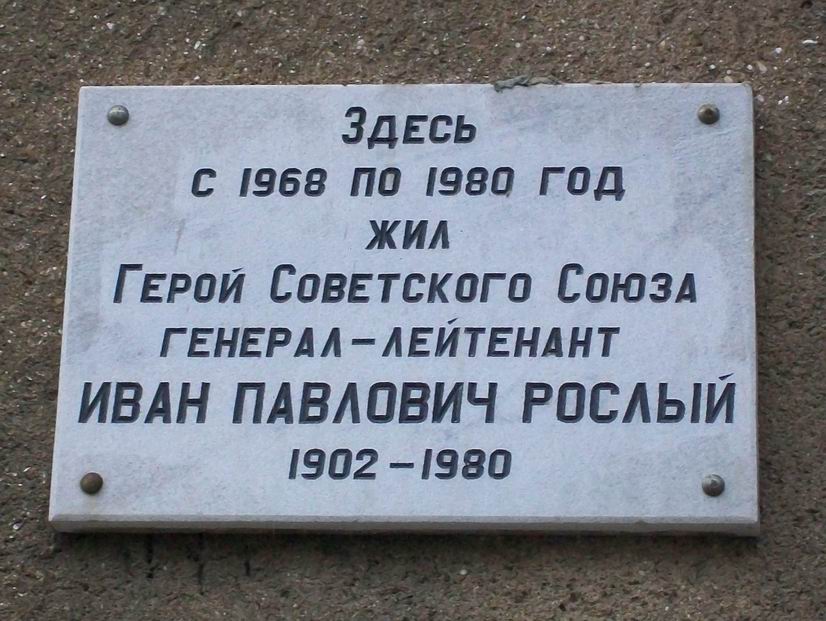 Здесь
с 1968 по 1980 год
жил
Герой Советского Союза
генерал-лейтенант
ИВАН ПАВЛОВИЧ РОСЛЫЙ
1902-1980